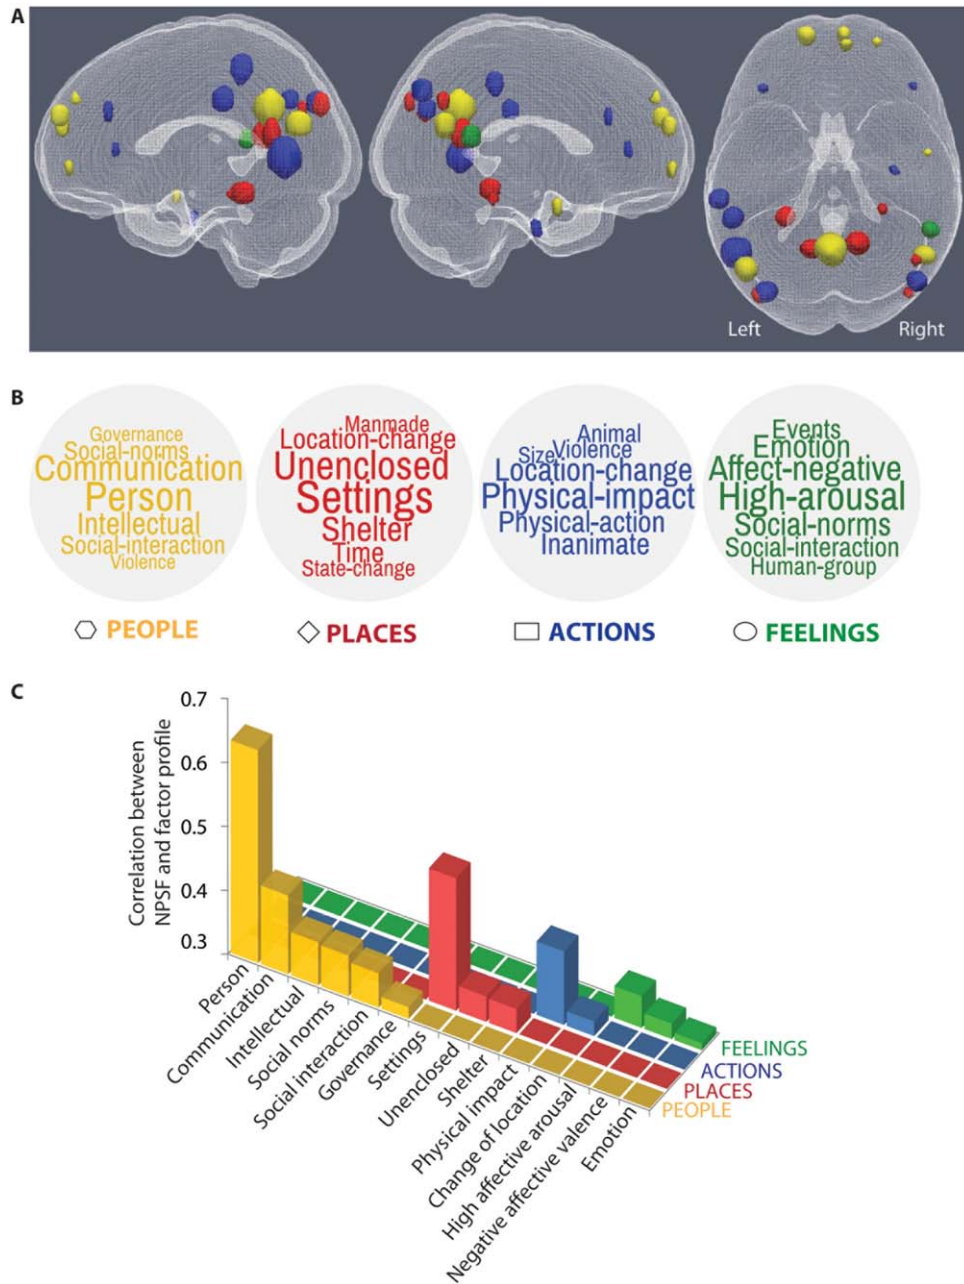 A
Left
Right
B
Governance
Social-norms
Communication
Person
Intellectual
Social-interaction
Violence
PEOPLE
Manmade
Location-change
Unenclosed
Settings
Shelter
Time
State-change
PLACES
Animal
Size Violence
Location-change
Physical-impact
Physical-action
Inanimate
ACTIONS
Events
Emotion
Affect-negative
High-arousal
Social-norms
Social-interaction
Human-group
FEELINGS
C
Correlation between
NPSF and factor profile
0.7
0.6
0.5
0.4
0.3
Person
Communication
Intellectual
Social norms
Social interaction
Governance
Settings
Unenclosed
Shelter
Physical impact
Change of location
High affective arousal
Negative affective valence
Emotion
FEELINGS
ACTIONS
PLACES
PEOPLE